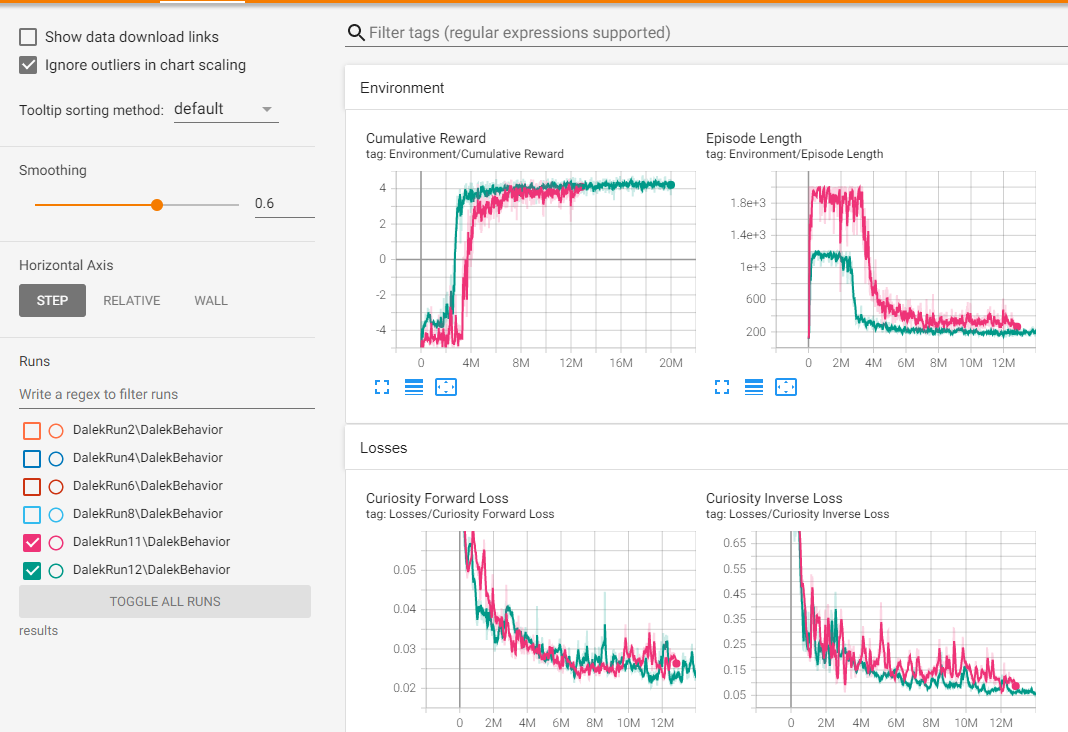 Show data download links
Ignore outliers in chart scaling
Tooltip sorting method: default
Smoothing
0.6
Horizontal Axis
STEP RELATIVE WALL
Runs
Write a regex to filter runs
DalekRun2\DalekBehavior
DalekRun4\DalekBehavior
DalekRun6\DalekBehavior
DalekRun8\DalekBehavior
DalekRun11\DalekBehavior
DalekRun12\DalekBehavior
TOGGLE ALL RUNS
results
Filter tags (regular expressions supported)
Environment
Cumulative Reward
tag: Environment/Cumulative Reward
4
2
0
-2
-4
0 4M 8M 12M 16M 20M
Episode Length
tag: Environment/Episode Length
1.8e+3
1.4e+3
1e+3
600
200
0 2M 4M 6M 8M 10M 12M
Losses
Curiosity Forward Loss
tag: Losses/Curiosity Forward Loss
0.05
0.04
0.03
0.02
0 2M 4M 6M 8M 10M 12M
Curiosity Inverse Loss
tag: Losses/Curiosity Inverse Loss
0.65
0.55
0.45
0.35
0.25
0.15
0.05
0 2M 4M 6M 8M 10M 12M